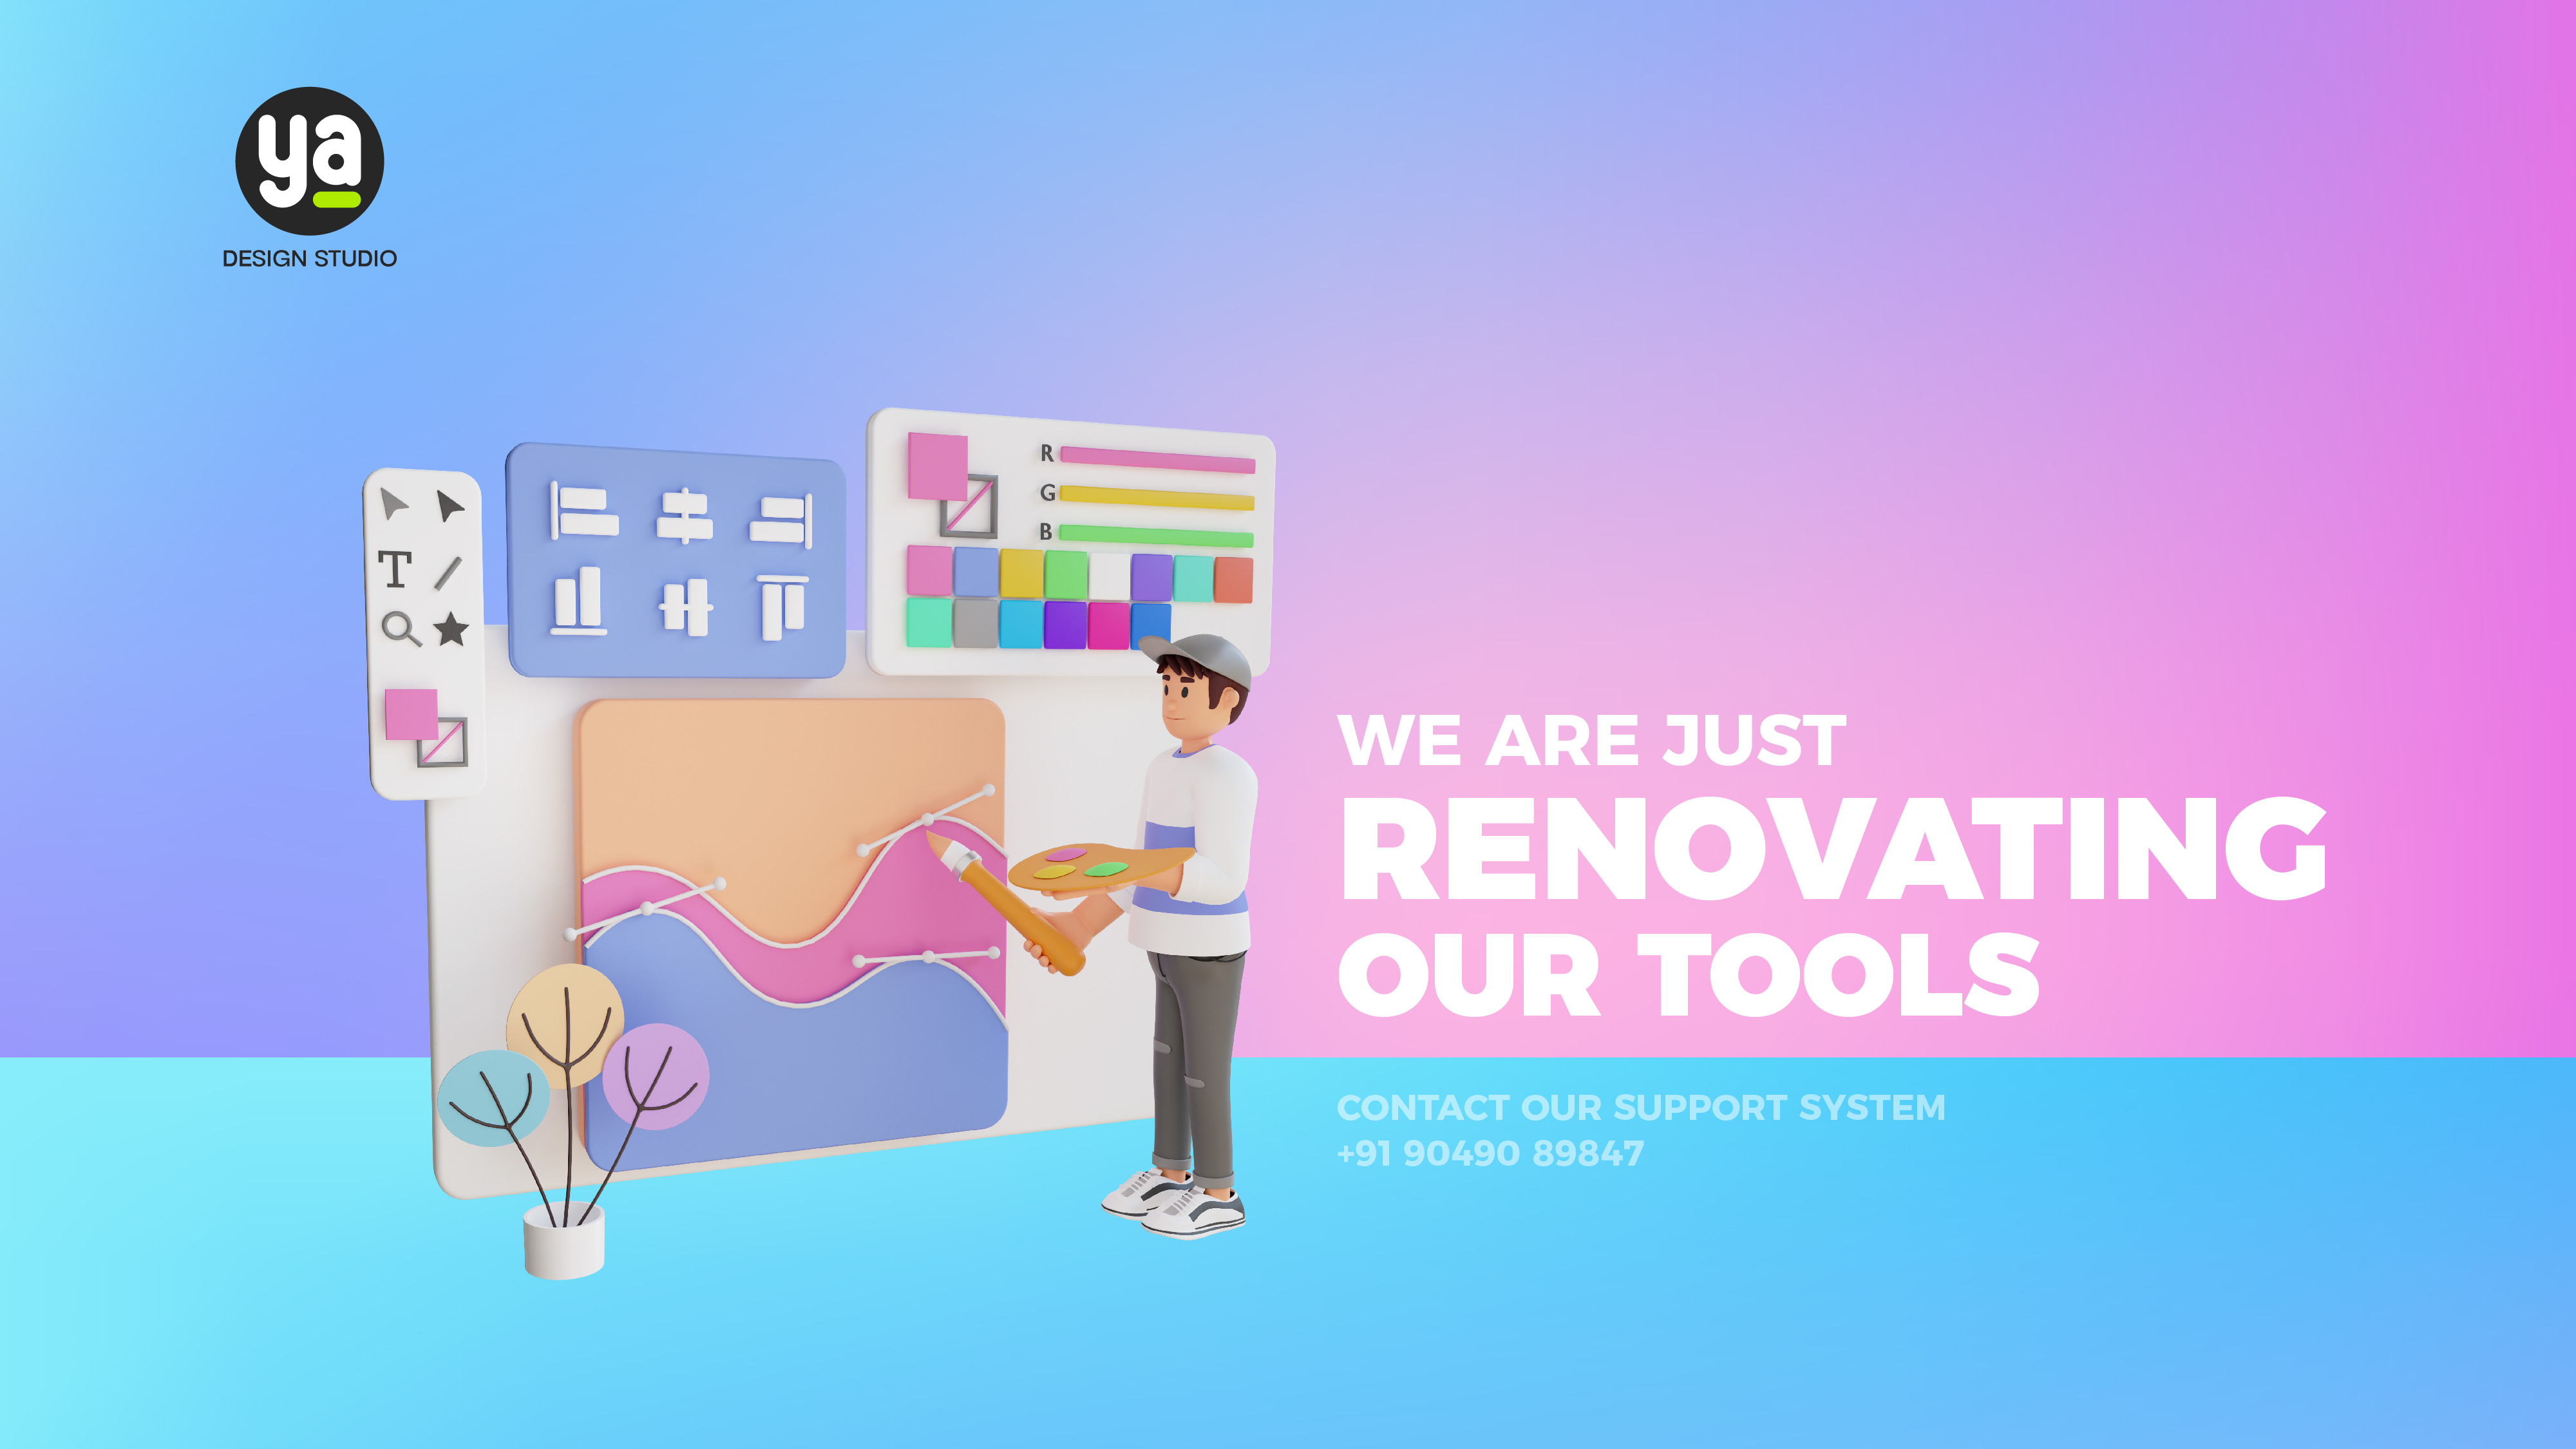 ya
DESIGN STUDIO
R
G
B
T
WE ARE JUST
RENOVATING
OUR TOOLS
CONTACT OUR SUPPORT SYSTEM
+91 90490 89847